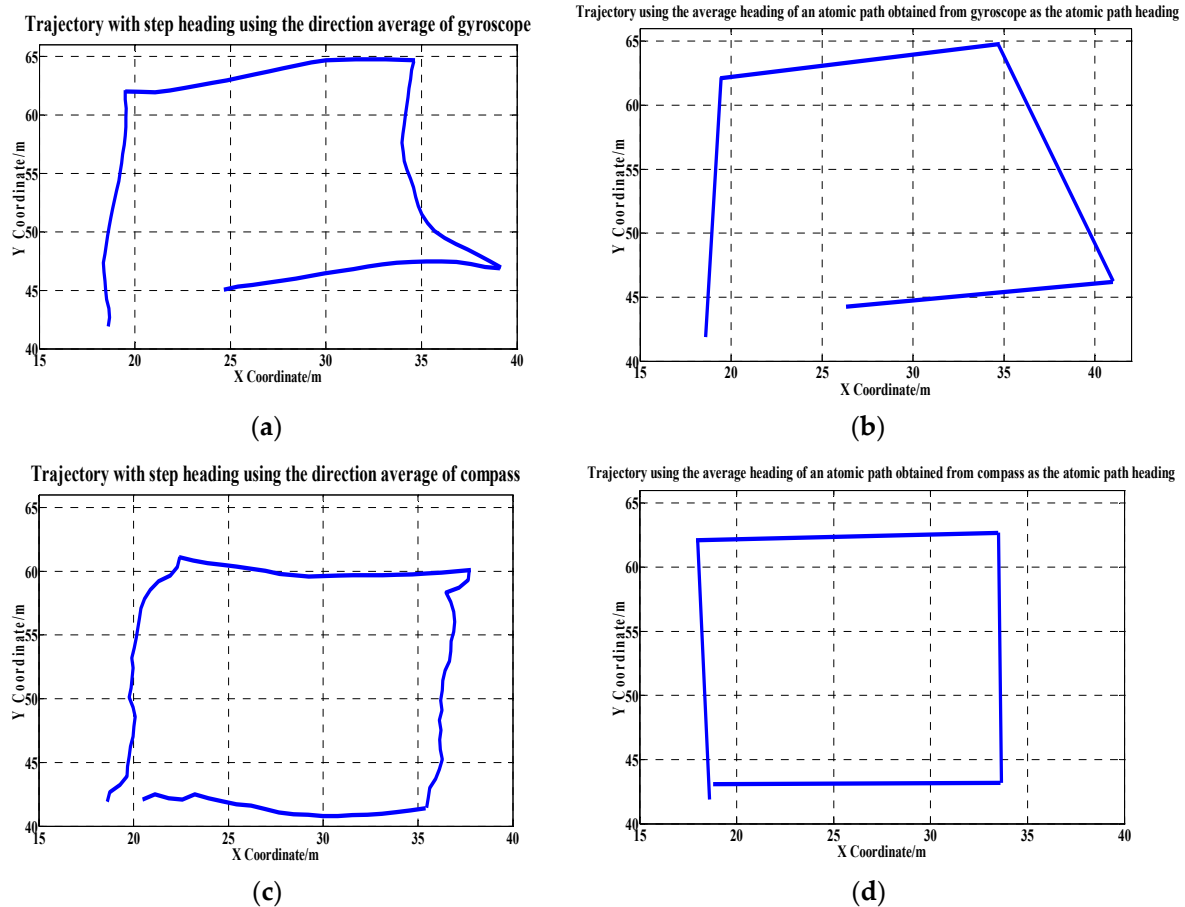 Trajectory with step heading using the direction average of gyroscope
65
60
55
50
45
40
Y Coordinate/m
15 20 25 30 35 40
X Coordinate/m
(a)
Trajectory using the average heading of an atomic path obtained from gyroscope as the atomic path heading
65
60
55
50
45
40
Y Coordinate/m
15 20 25 30 35 40
X Coordinate/m
(b)
Trajectory with step heading using the direction average of compass
65
60
55
50
45
40
Y Coordinate/m
15 20 25 30 35 40
X Coordinate/m
(c)
Trajectory using the average heading of an atomic path obtained from compass as the atomic path heading
65
60
55
50
45
40
Y Coordinate/m
15 20 25 30 35 40
X Coordinate/m
(d)